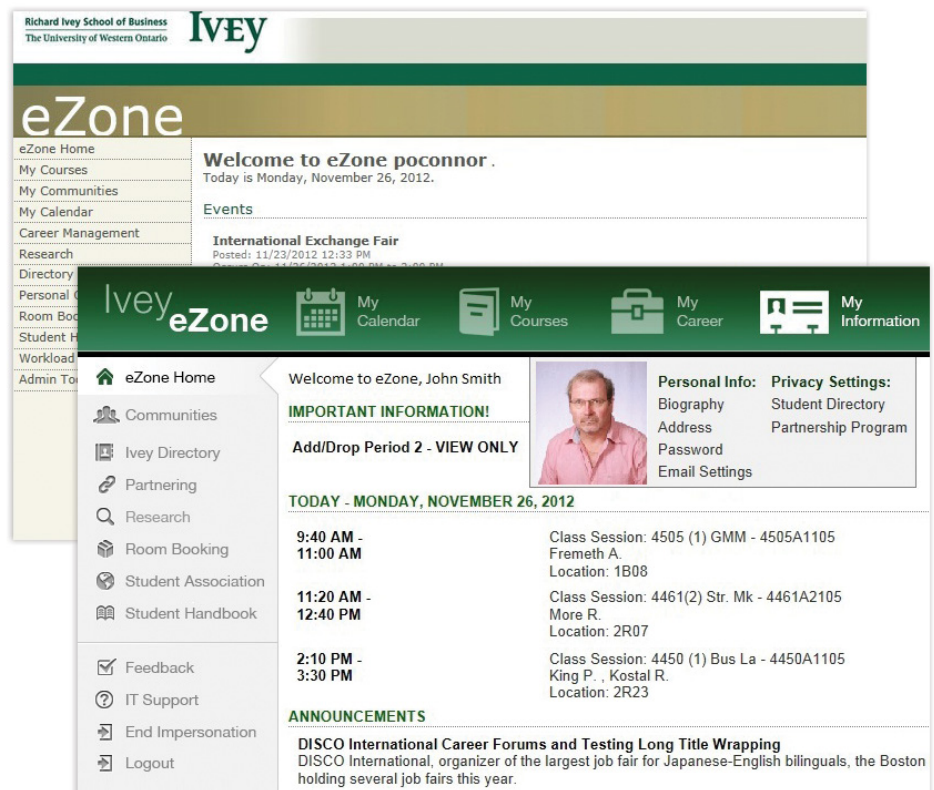 Richard Ivey School of Business
The University of Western Ontario
IVEY
eZone
eZone Home
My Courses
My Communities
My Calendar
Career Management
Research
Directory
Personal
Room
Student
Workload
Admin
Welcome to eZone poconnor .
Today is Monday, November 26, 2012.
Events
International Exchange Fair
Posted: 11/23/2012 12:33 PM
Ivey eZone
My Calendar
My Courses
My Career
My Information
eZone Home
Communities
Ivey Directory
Partnering
Research
Room Booking
Student Association
Student Handbook
Feedback
IT Support
End Impersonation
Logout
Welcome to eZone, John Smith
IMPORTANT INFORMATION!
Add/Drop Period 2 - VIEW ONLY
Personal Info:
Biography
Address
Password
Email Settings
Privacy Settings:
Student Directory
Partnership Program
TODAY - MONDAY, NOVEMBER 26, 2012
9:40 AM -
11:00 AM
Class Session: 4505 (1) GMM - 4505A1105
Fremeth A.
Location: 1B08
11:20 AM -
12:40 PM
Class Session: 4461(2) Str. Mk - 4461A2105
More R.
Location: 2R07
2:10 PM -
3:30 PM
Class Session: 4450 (1) Bus La - 4450A1105
King P. , Kostal R.
Location: 2R23
ANNOUNCEMENTS
DISCO International Career Forums and Testing Long Title Wrapping
DISCO International, organizer of the largest job fair for Japanese-English bilinguals, the Boston
holding several job fairs this year.